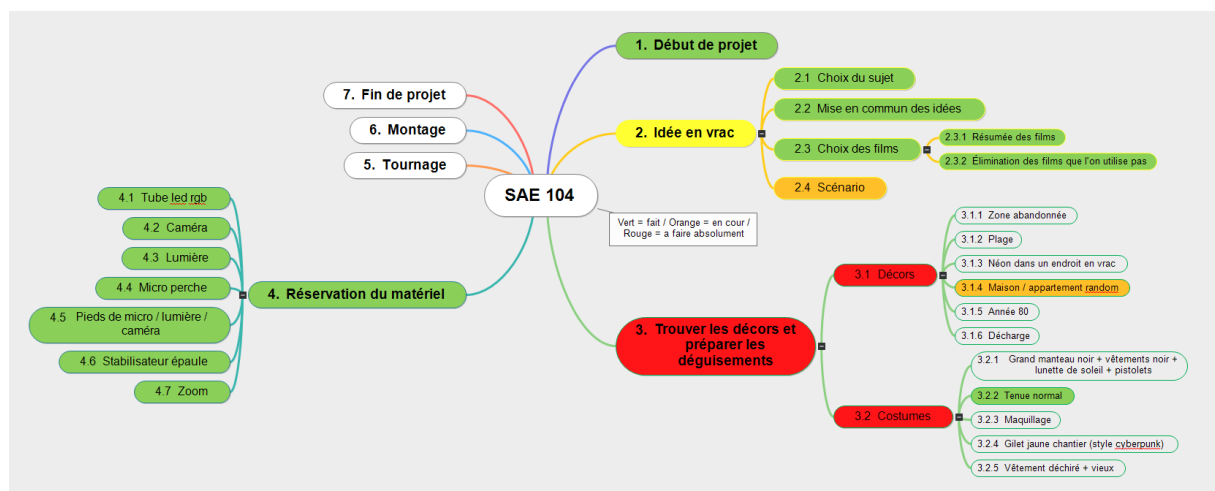 SAE 104
Vert = fait / Orange = en cour /
Rouge = a faire absolument
1. Début de projet
2. Idée en vrac
2.1 Choix du sujet
2.2 Mise en commun des idées
2.3 Choix des films
2.3.1 Résumée des films
2.3.2 Élimination des films que l'on utilise pas
2.4 Scénario
3. Trouver les décors et
préparer les
déguisements
3.1 Décors
3.1.1 Zone abandonnée
3.1.2 Plage
3.1.3 Néon dans un endroit en vrac
3.1.4 Maison / appartement random
3.1.5 Année 80
3.1.6 Décharge
3.2 Costumes
3.2.1 Grand manteau noir + vêtements noir +
lunette de soleil + pistolets
3.2.2 Tenue normal
3.2.3 Maquillage
3.2.4 Gilet jaune chantier (style cyberpunk)
3.2.5 Vêtement déchiré + vieux
4. Réservation du matériel
4.1 Tube led rgb
4.2 Caméra
4.3 Lumière
4.4 Micro perche
4.5 Pieds de micro / lumière /
caméra
4.6 Stabilisateur épaule
4.7 Zoom
5. Tournage
6. Montage
7. Fin de projet